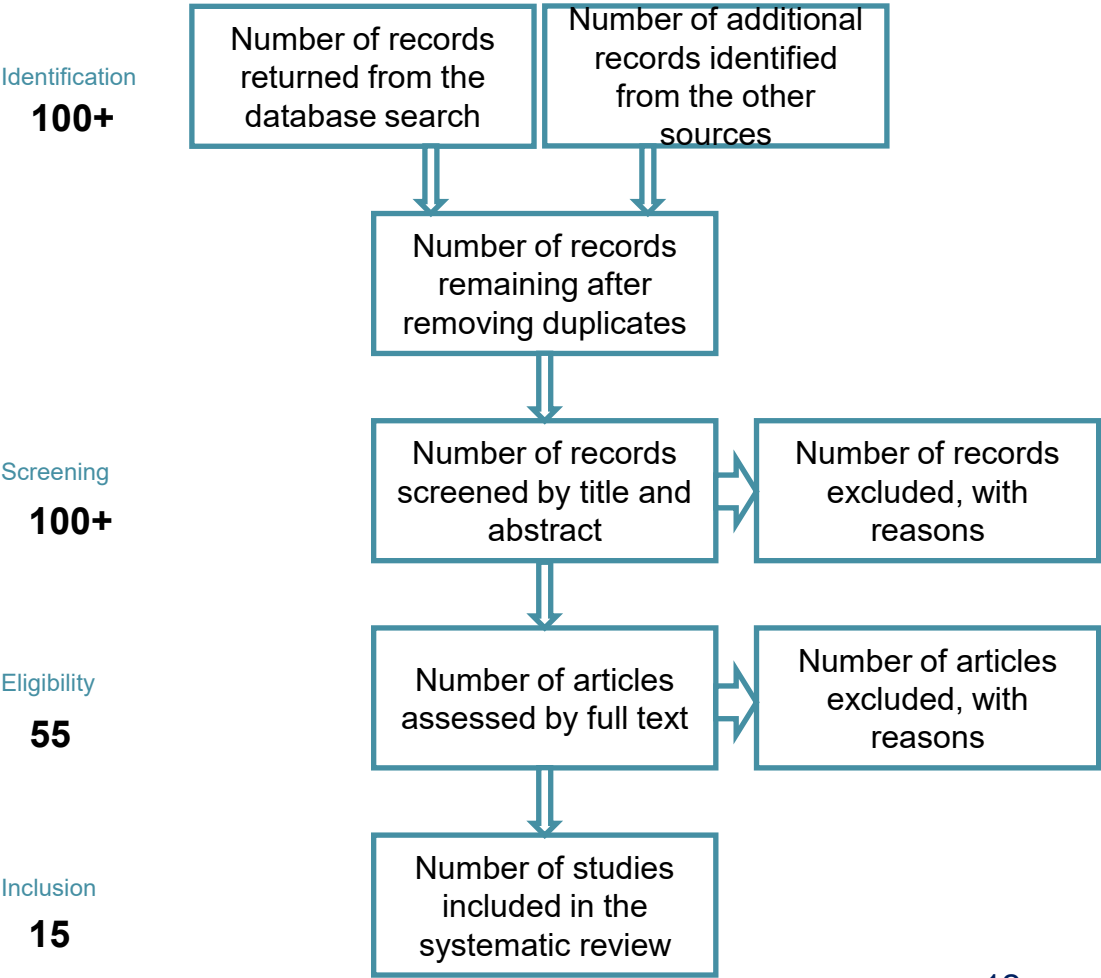 Number of records
returned from the
database search
Number of additional
records identified
from the other
sources
Identification
100+
Number of records
remaining after
removing duplicates
Screening
100+
Number of records
screened by title and
abstract
Number of records
excluded, with
reasons
Eligibility
55
Number of articles
assessed by full text
Number of articles
excluded, with
reasons
Inclusion
15
Number of studies
included in the
systematic review